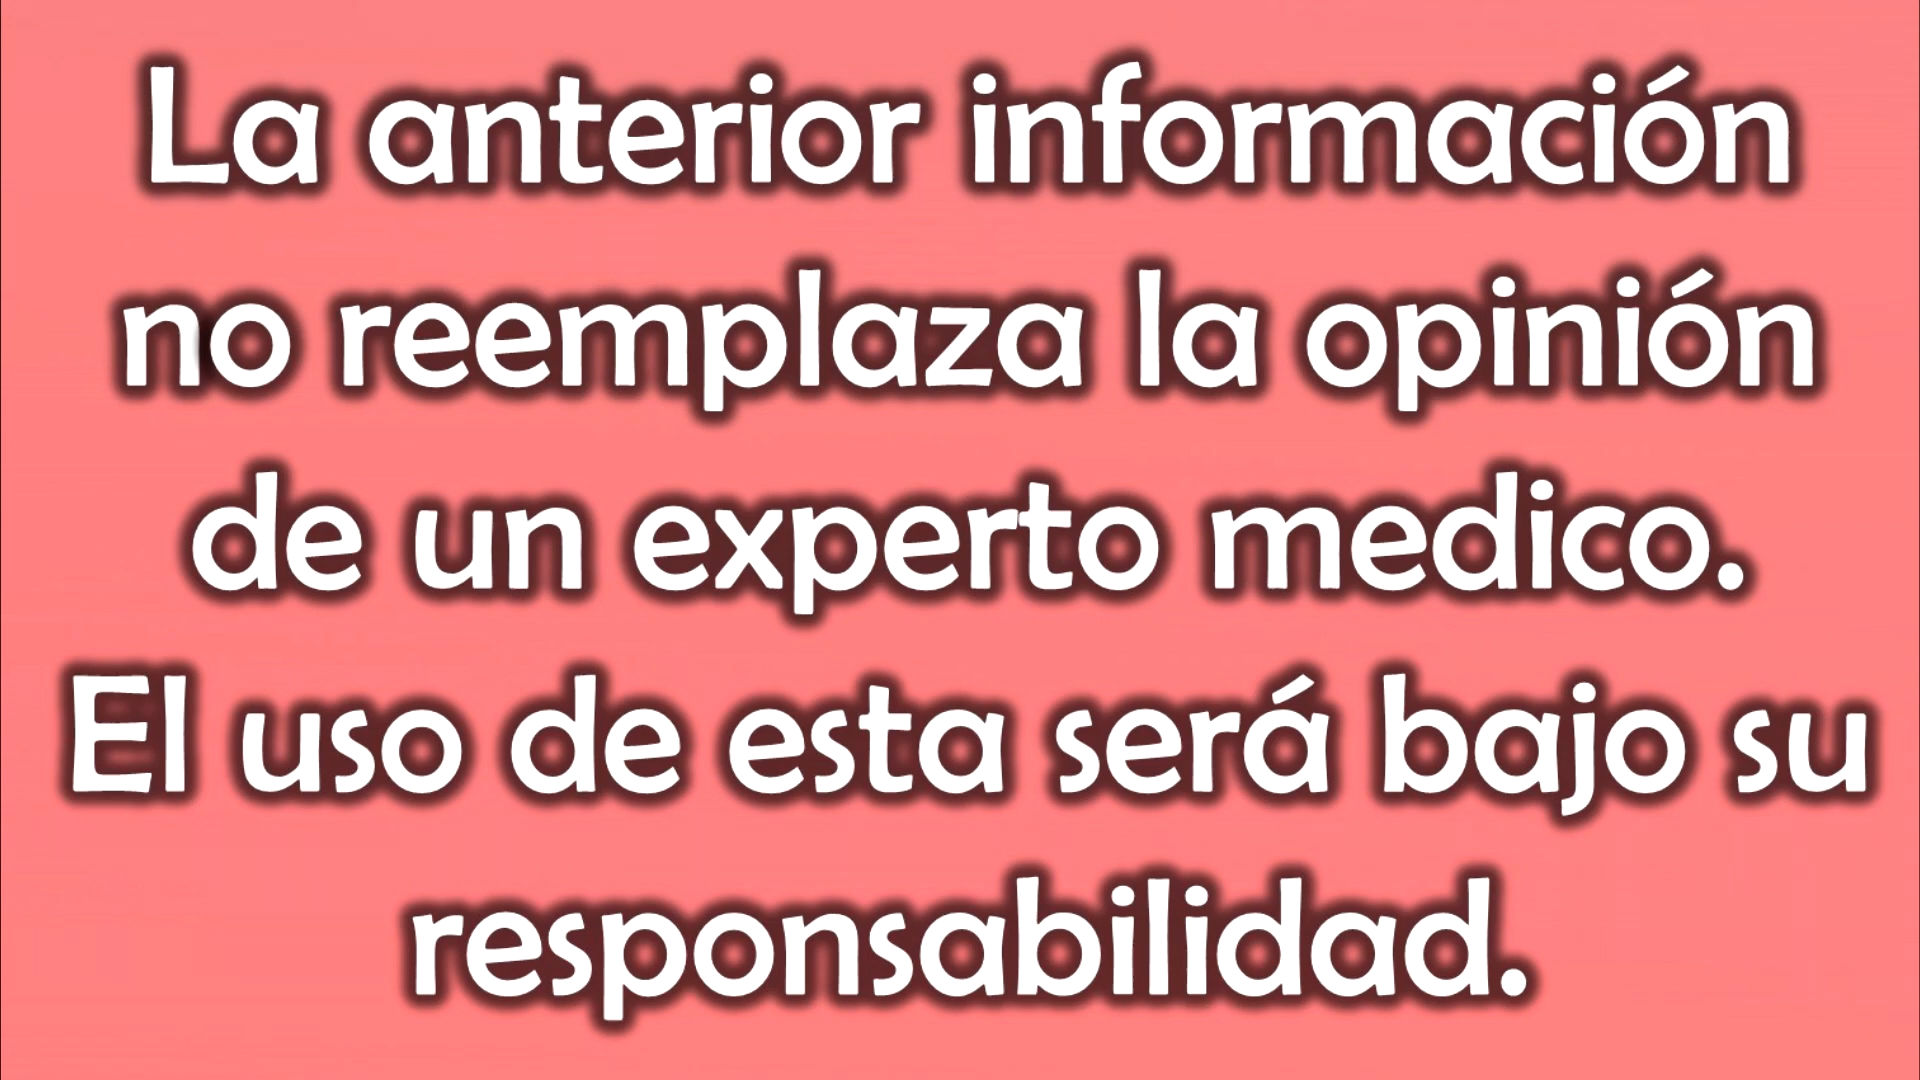 La anterior información
no reemplaza la opinión
de un experto medico.
El uso de esta será bajo su
responsabilidad.